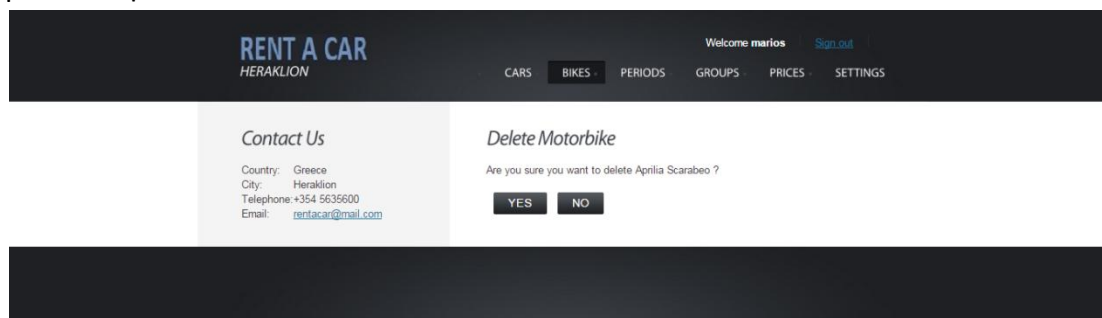 RENT A CAR
HERAKLION
Welcome marios Sign out
CARS BIKES PERIODS GROUPS PRICES SETTINGS
Contact Us
Country: Greece
City: Heraklion
Telephone:+354 5635600
Email: rentacar@mail.com
Delete Motorbike
Are you sure you want to delete Aprilia Scarabeo ?
YES NO